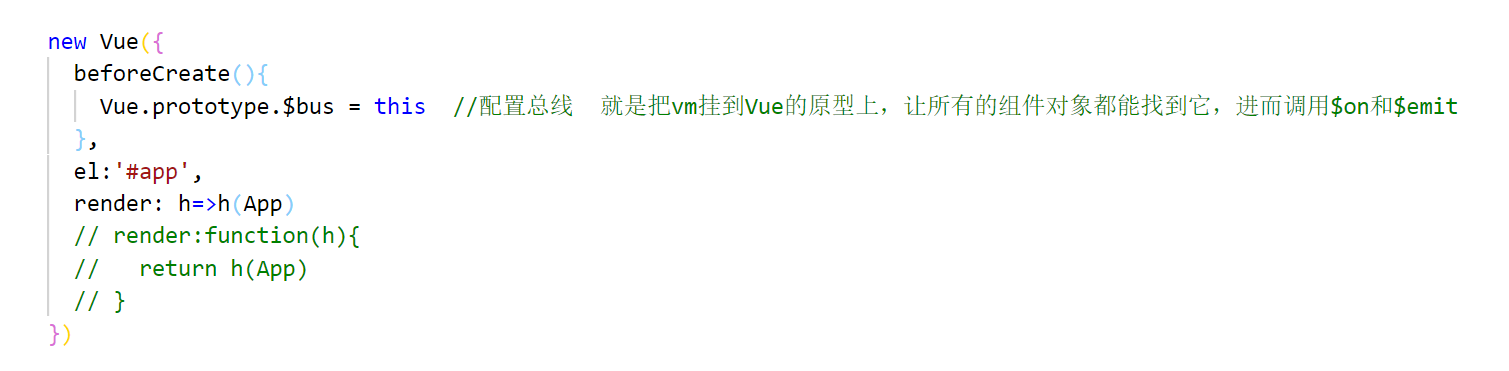 new Vue({
  beforeCreate(){
    Vue.prototype.$bus = this  //配置总线  就是把vm挂到Vue的原型上，让所有的组件对象都能找到它，进而调用$on和$emit
  },
  el:'#app',
  render: h=>h(App)
  // render:function(h){
  //   return h(App)
  // }
})